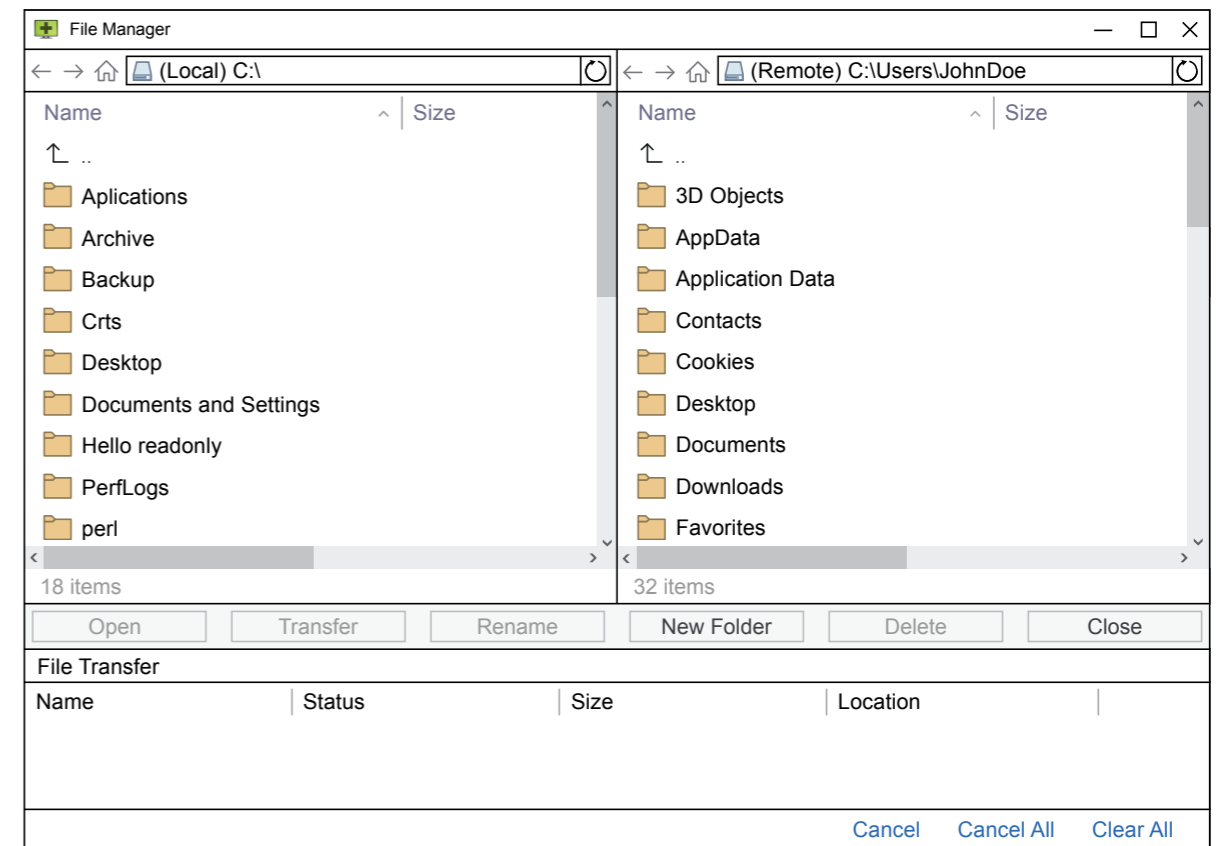 File Manager
(Local) C:\
(Remote) C:\Users\JohnDoe
Name Size
..
Aplications
Archive
Backup
Crts
Desktop
Documents and Settings
Hello readonly
PerfLogs
perl
18 items
Name Size
..
3D Objects
AppData
Application Data
Contacts
Cookies
Desktop
Documents
Downloads
Favorites
32 items
Open Transfer Rename New Folder Delete Close
File Transfer
Name Status Size Location
Cancel Cancel All Clear All